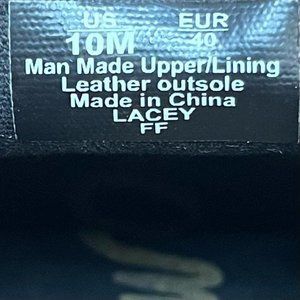 US EUR
10M 40
Man Made Upper/Lining
Leather outsole
Made in China
LACEY
FF